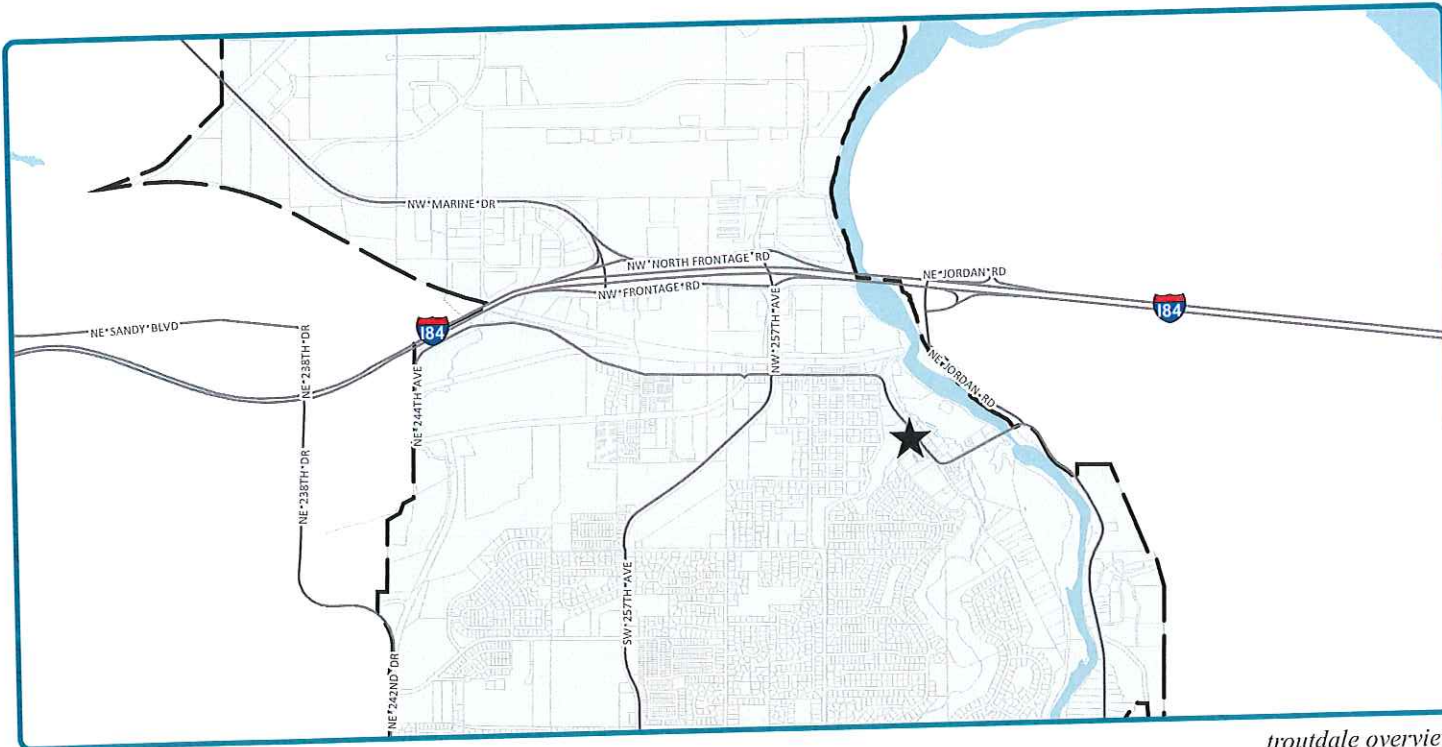 NW MARINE DR
NW NORTH FRONTAGE RD
NE JORDAN RD
NW FRONTAGE RD
184
NE SANDY BLVD
NE 238TH DR
184
NW 257TH AVE
NE JORDAN RD
NE 244TH AVE
NE 238TH DR
SW 257TH AVE
NE 242ND DR
troutdale overvie